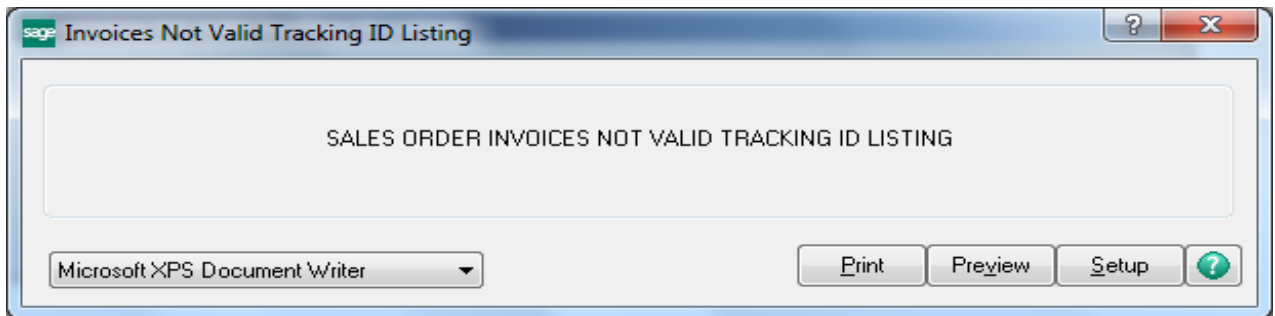 sage Invoices Not Valid Tracking ID Listing
SALES ORDER INVOICES NOT VALID TRACKING ID LISTING
Microsoft XPS Document Writer Print Preview Setup